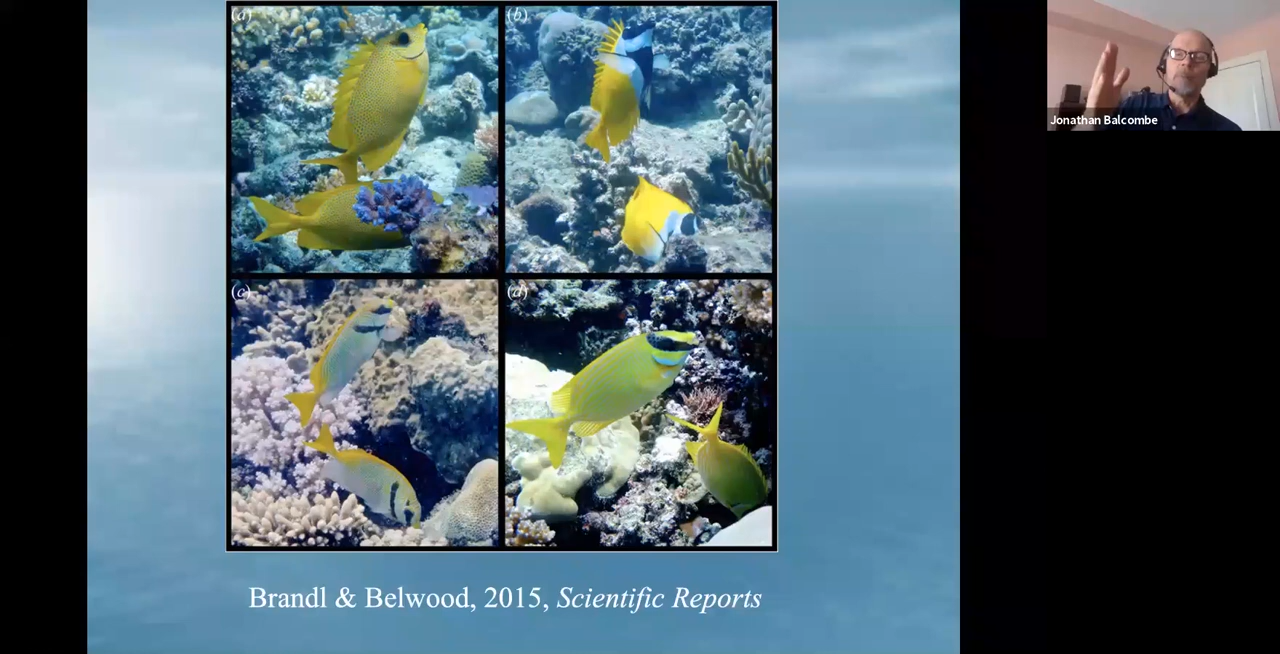 (a)
(b)
Jonathan Balcombe
(c)
(d)
Brandl & Belwood, 2015, Scientific Reports